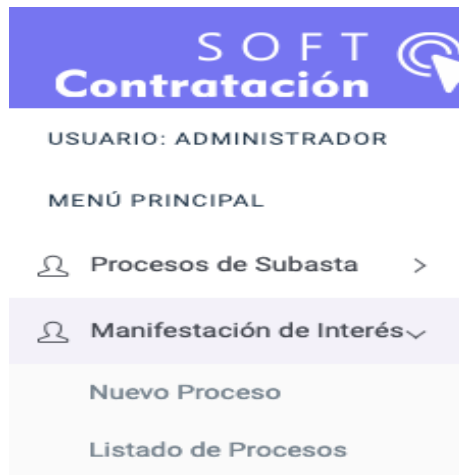 SOFT
Contratación
USUARIO: ADMINISTRADOR
MENÚ PRINCIPAL
Procesos de Subasta
Manifestación de Interés
Nuevo Proceso
Listado de Procesos